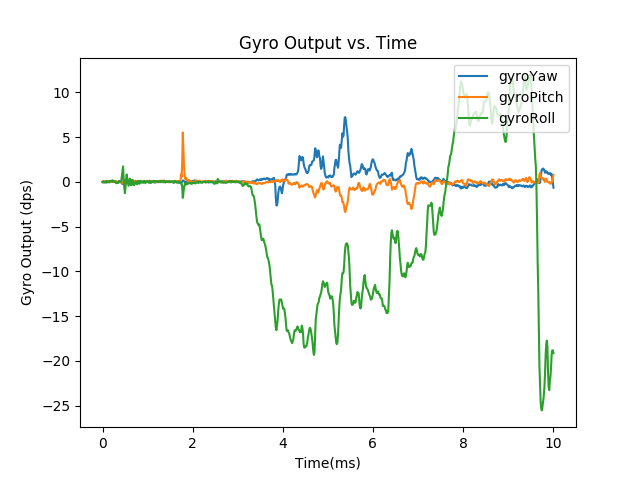 Gyro Output vs. Time
gyroYaw
gyroPitch
gyroRoll
10
5
0
−5
−10
−15
−20
−25
Gyro Output (dps)
0 2 4 6 8 10
Time(ms)